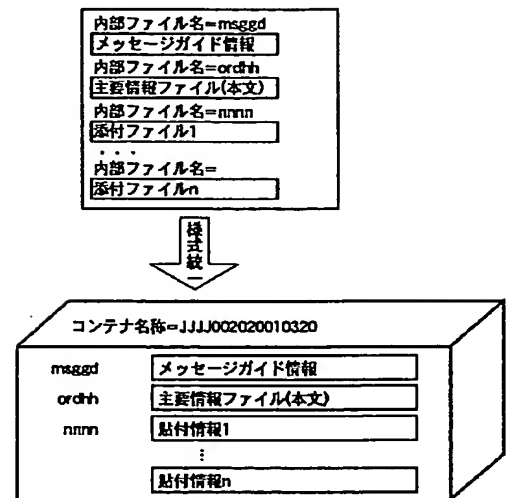 内部ファイル名=msggd
メッセージガイド情報
内部ファイル名=ordhh
主要情報ファイル(本文)
内部ファイル名=nnnn
添付ファイル1
・・・
内部ファイル名=
添付ファイルn
様式統一
コンテナ名称=JJJJ002020010320
msggd メッセージガイド情報
ordhh 主要情報ファイル(本文)
nnnn 貼付情報1
⋮
貼付情報n